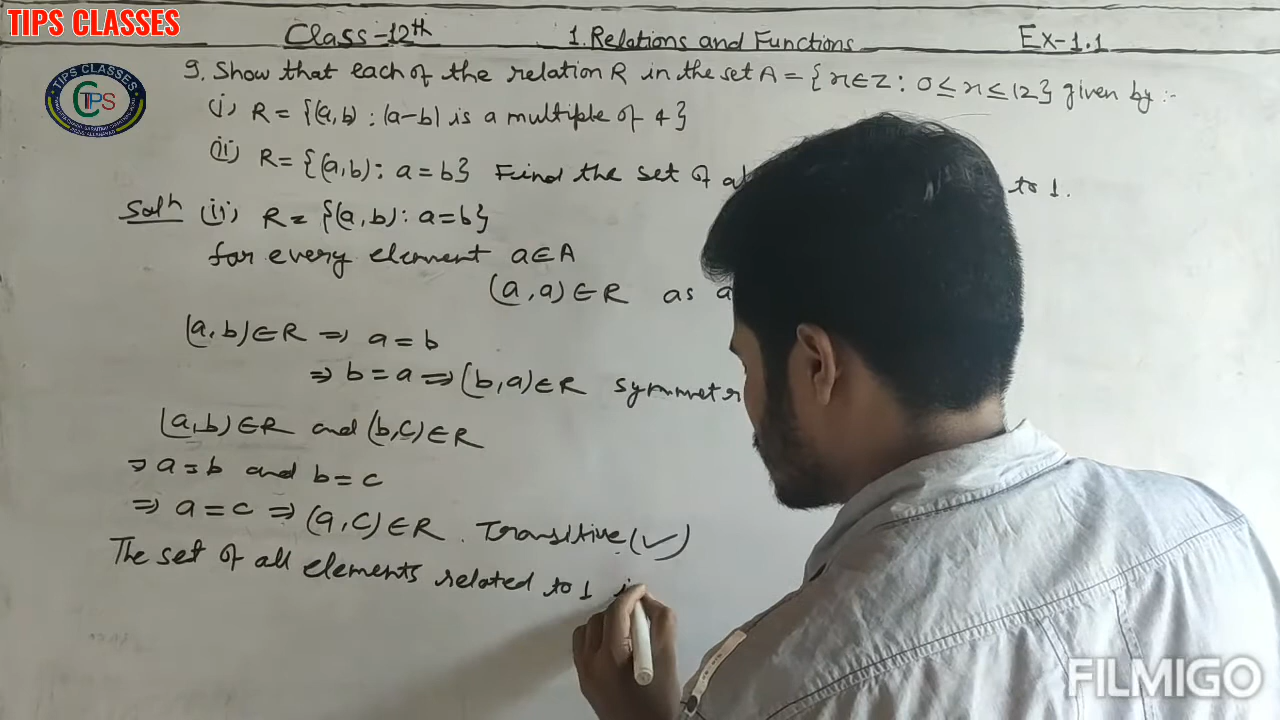 TIPS CLASSES
Class-12th 1. Relations and Functions Ex-1.1
9. Show that each of the relation R in the set A = {x∈Z : 0≤x≤12} given by :-
(i) R = {(a,b) : |a-b| is a multiple of 4}
(ii) R = {(a,b) : a = b} Find the set of to 1.
TIPS CLASSES
TIPS
Solⁿ (ii) R = {(a,b) : a=b}
for every element a∈A
(a,a)∈R as a
(a,b)∈R ⇒ a=b
⇒ b=a ⇒ (b,a)∈R symmetr
(a,b)∈R and (b,c)∈R
⇒ a=b and b=c
⇒ a=c ⇒ (a,c)∈R. Transitive (✓)
The set of all elements related to 1 i
FILMIGO